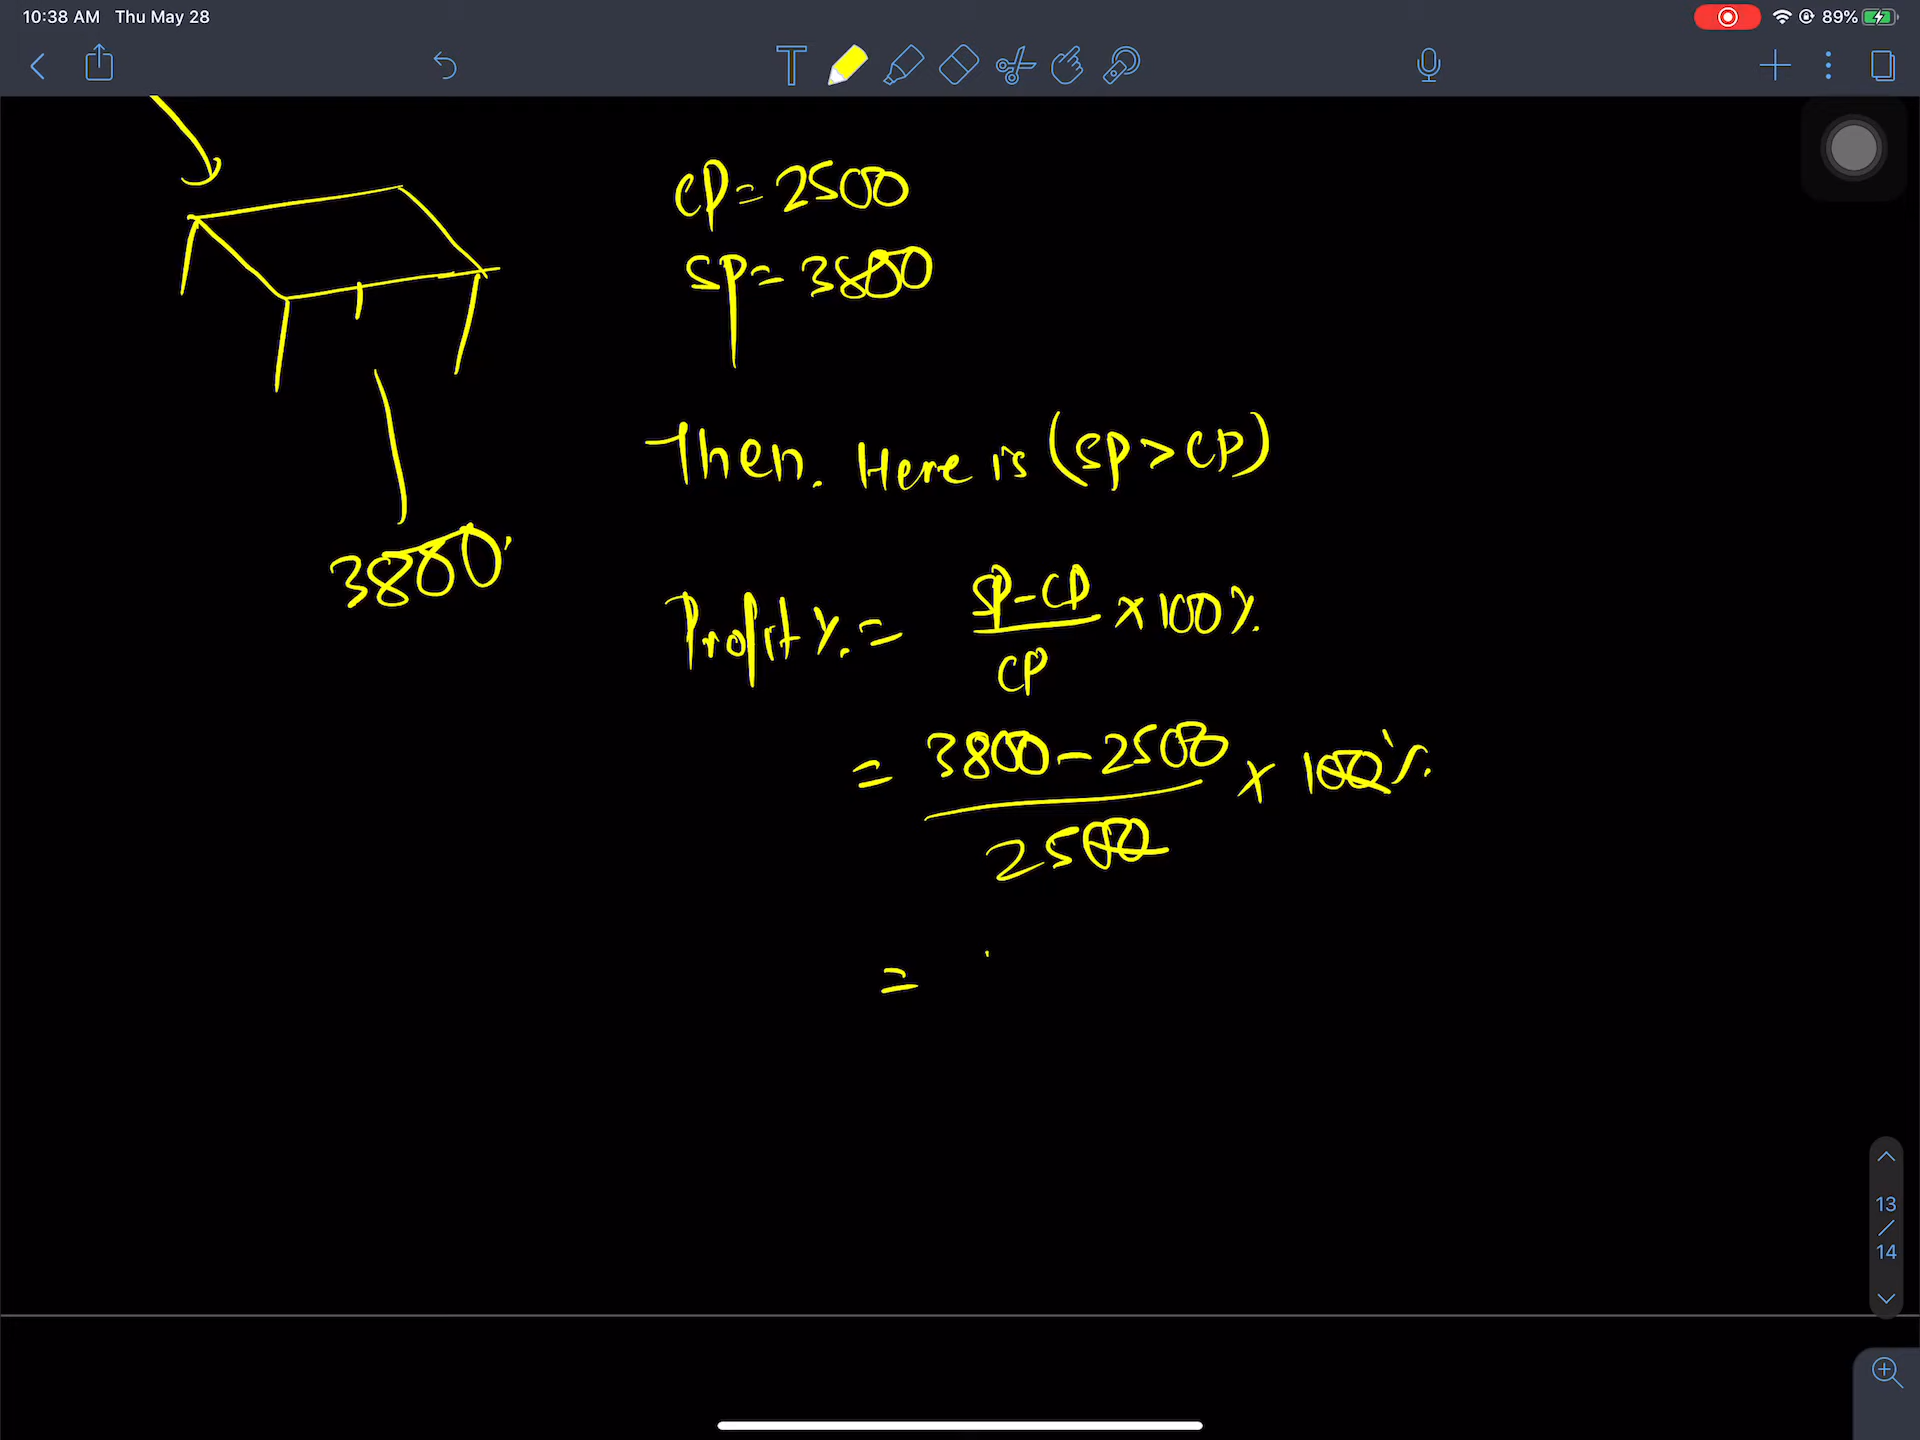 10:38 AM Thu May 28
89%
T
CP = 2500
SP = 3800
Then. Here is (SP > CP)
3800
Profit % = SP - CP / CP × 100%
= 3800 - 2500 / 2500 × 100%
=
13
/
14